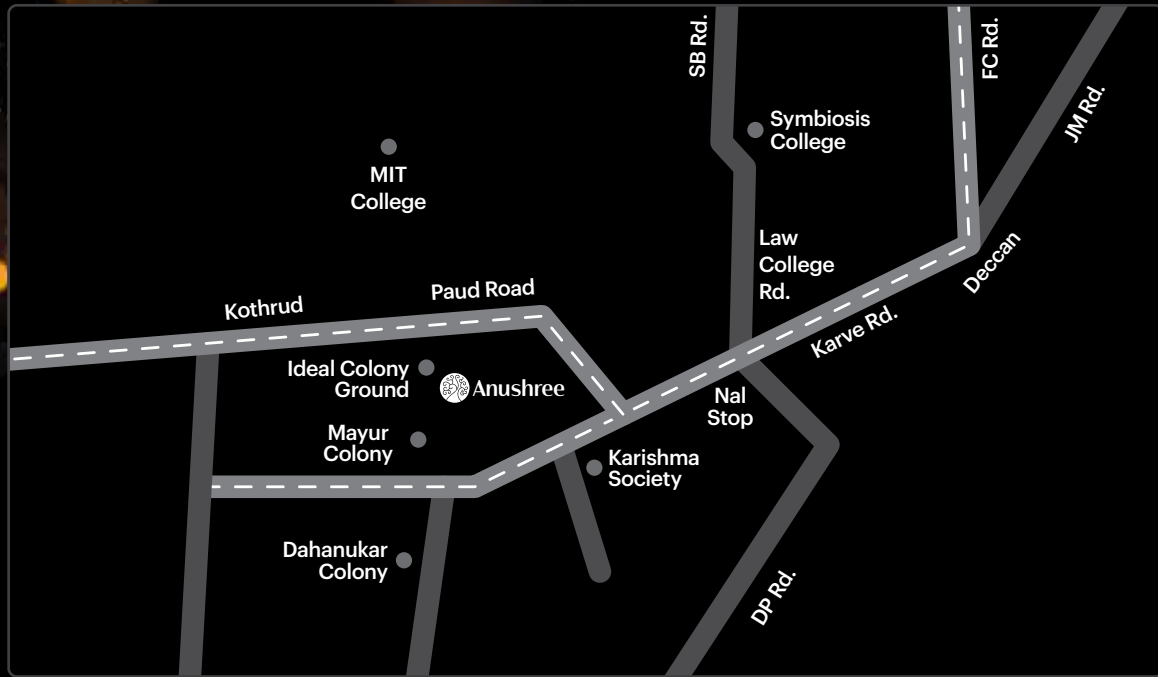 SB Rd.
FC Rd.
JM Rd.
Symbiosis
College
MIT
College
Law
College
Rd.
Deccan
Paud Road
Kothrud
Karve Rd.
Ideal Colony
Ground
Anushree
Nal
Stop
Mayur
Colony
Karishma
Society
Dahanukar
Colony
DP Rd.